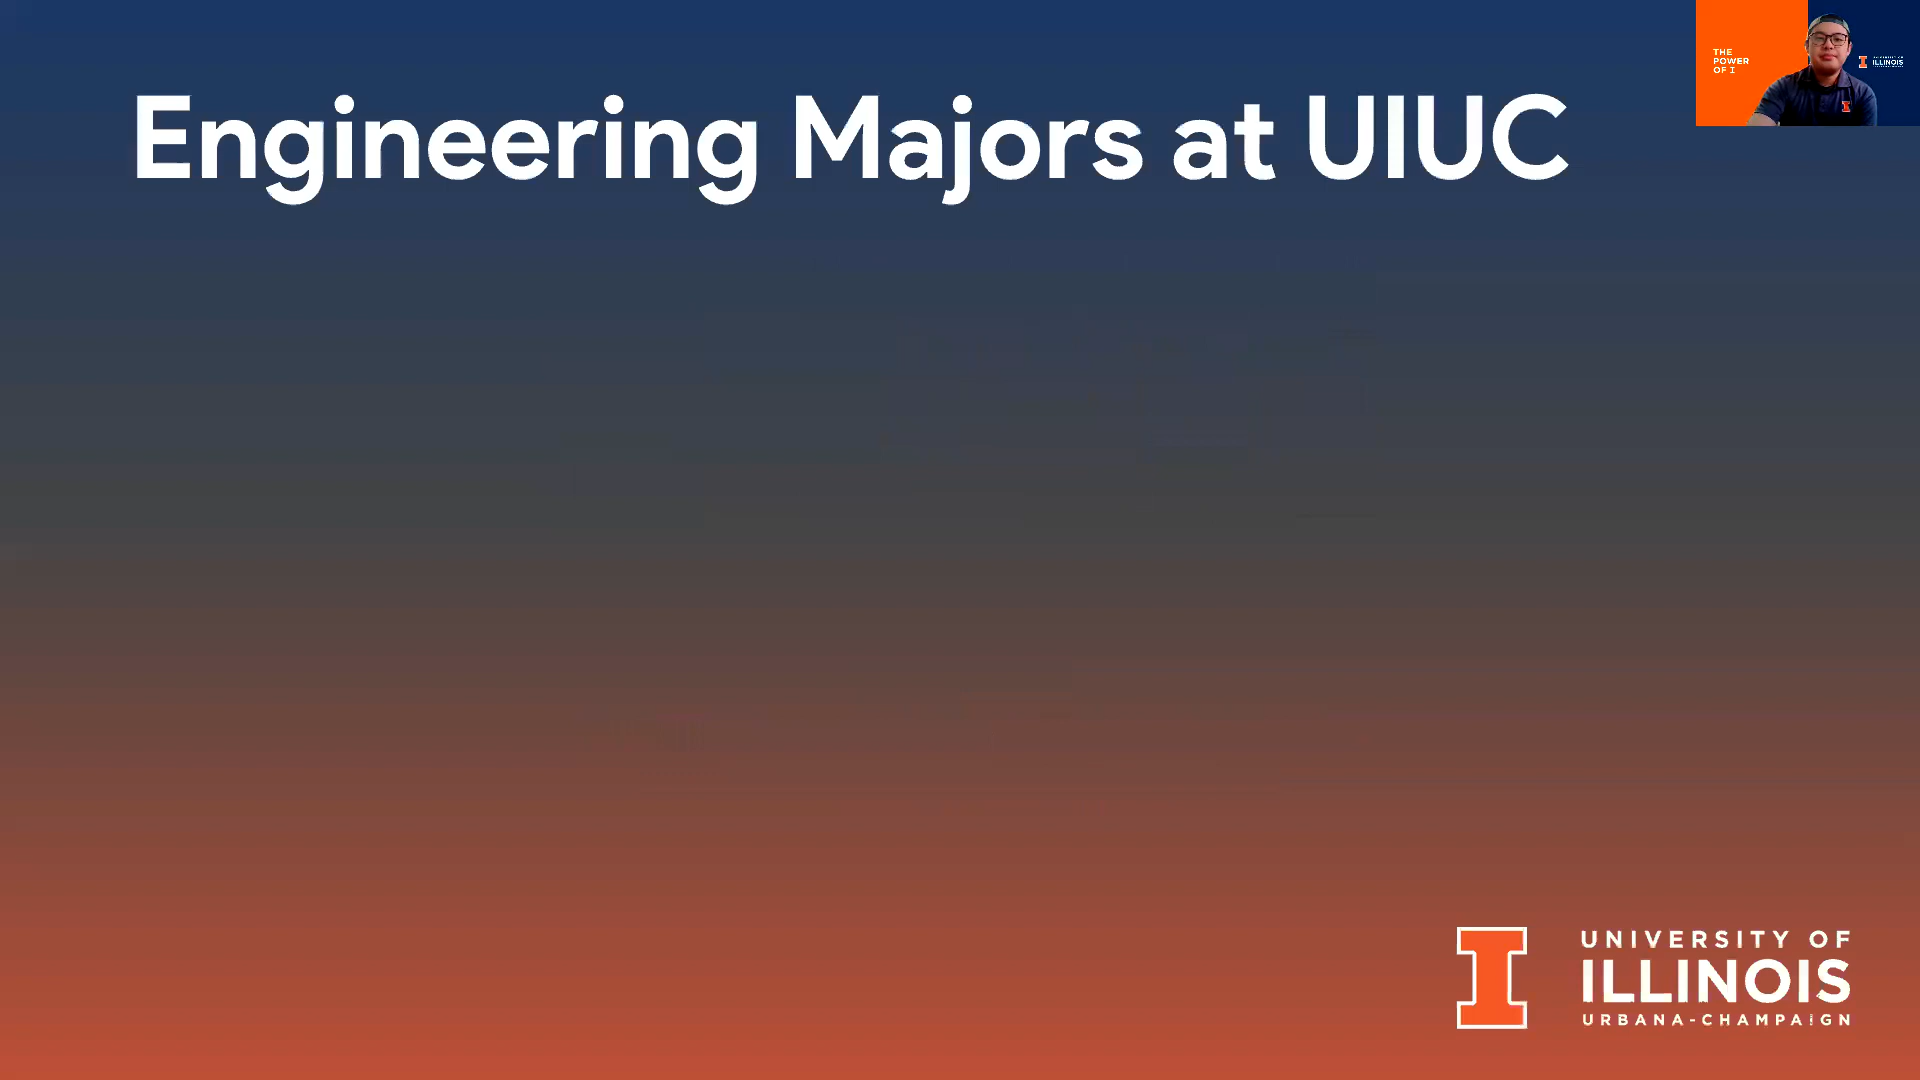 Engineering Majors at UIUC
THE
POWER
OF I
ILLINOIS
UNIVERSITY OF
ILLINOIS
URBANA-CHAMPAIGN